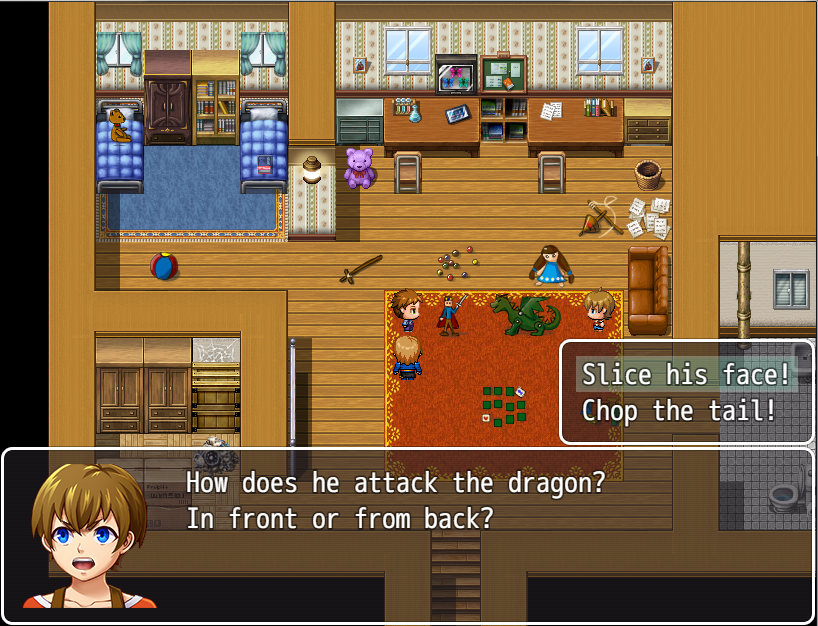 Slice his face!
Chop the tail!
How does he attack the dragon?
In front or from back?